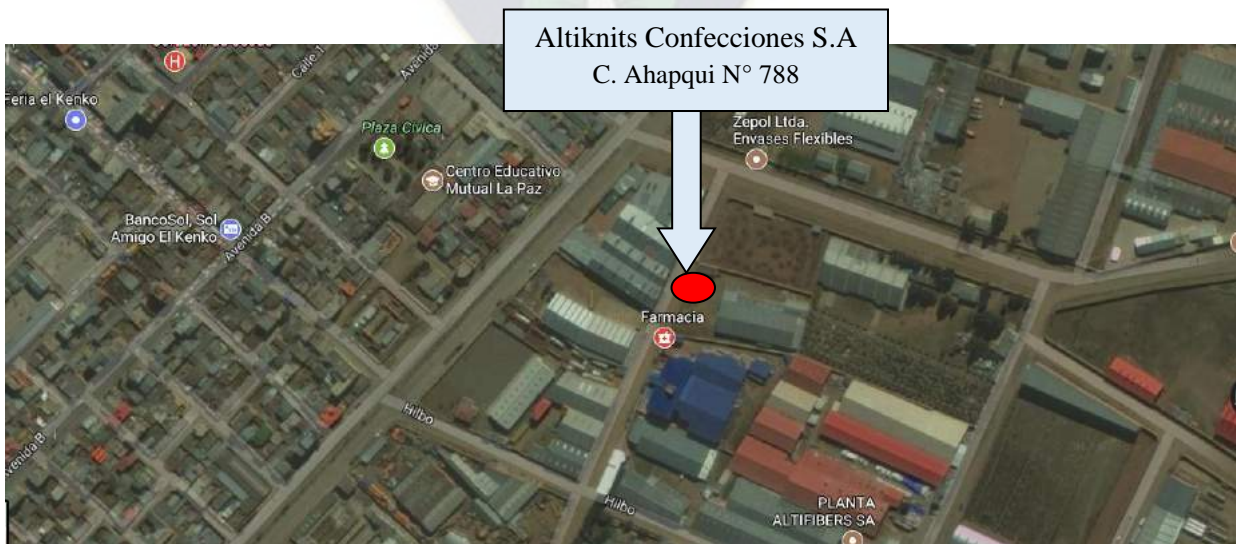 Altiknits Confecciones S.A
C. Ahapqui N° 788
Calle 1
Feria el Kenko
Plaza Civica
Zepol Ltda.
Envases Flexibles
Centro Educativo
Mutual La Paz
BancoSol, Sol
Amigo El Kenko
Avenida B
Farmacia
Hilbo
Avenida B
Hilbo
PLANTA
ALTIFIBERS SA